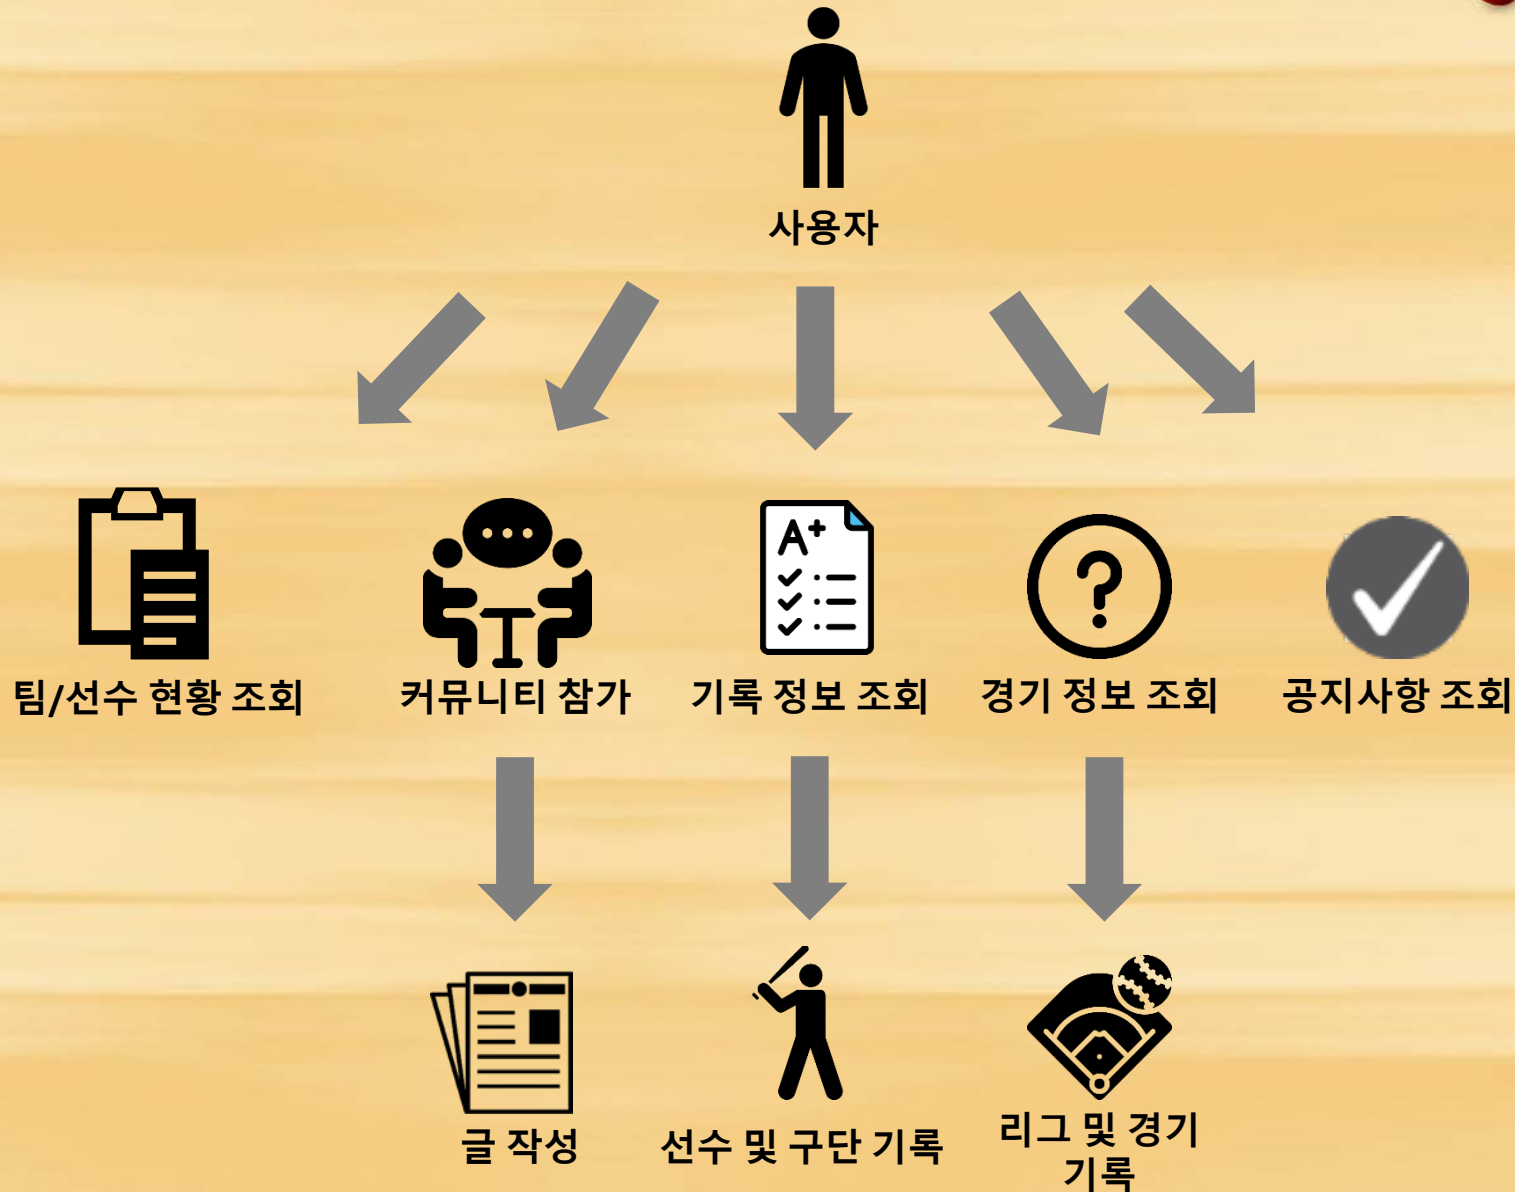 사용자
A+
팀/선수 현황 조회
커뮤니티 참가
기록 정보 조회
경기 정보 조회
공지사항 조회
글 작성
선수 및 구단 기록
리그 및 경기
기록